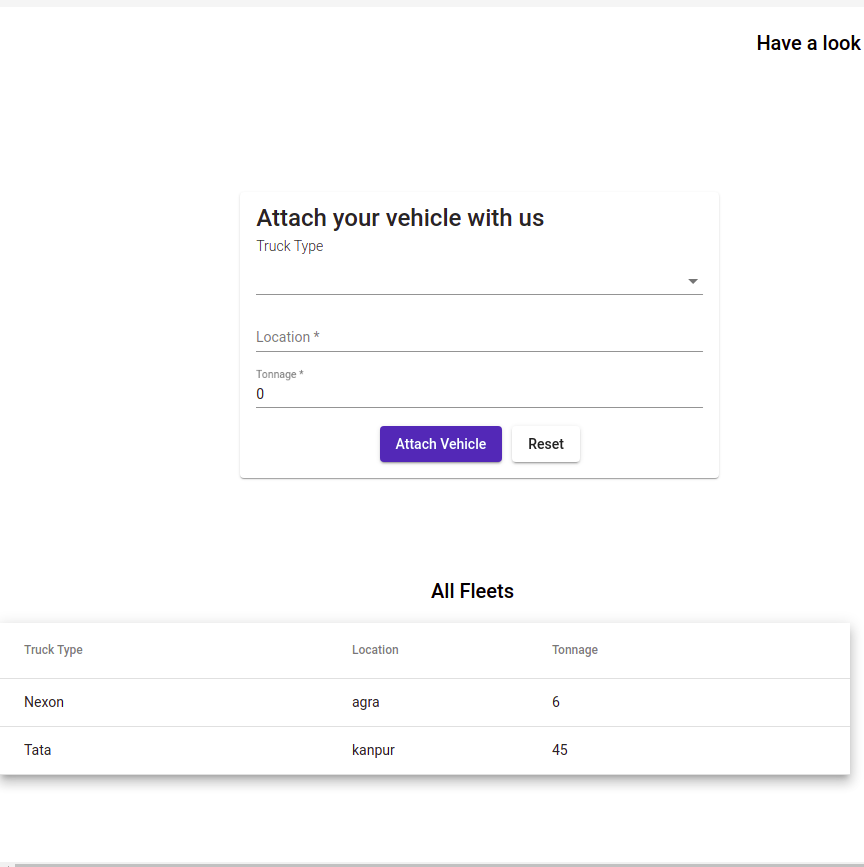 Have a look
Attach your vehicle with us
Truck Type
Location *
Tonnage *
0
Attach Vehicle Reset
All Fleets
Truck Type Location Tonnage
Nexon agra 6
Tata kanpur 45